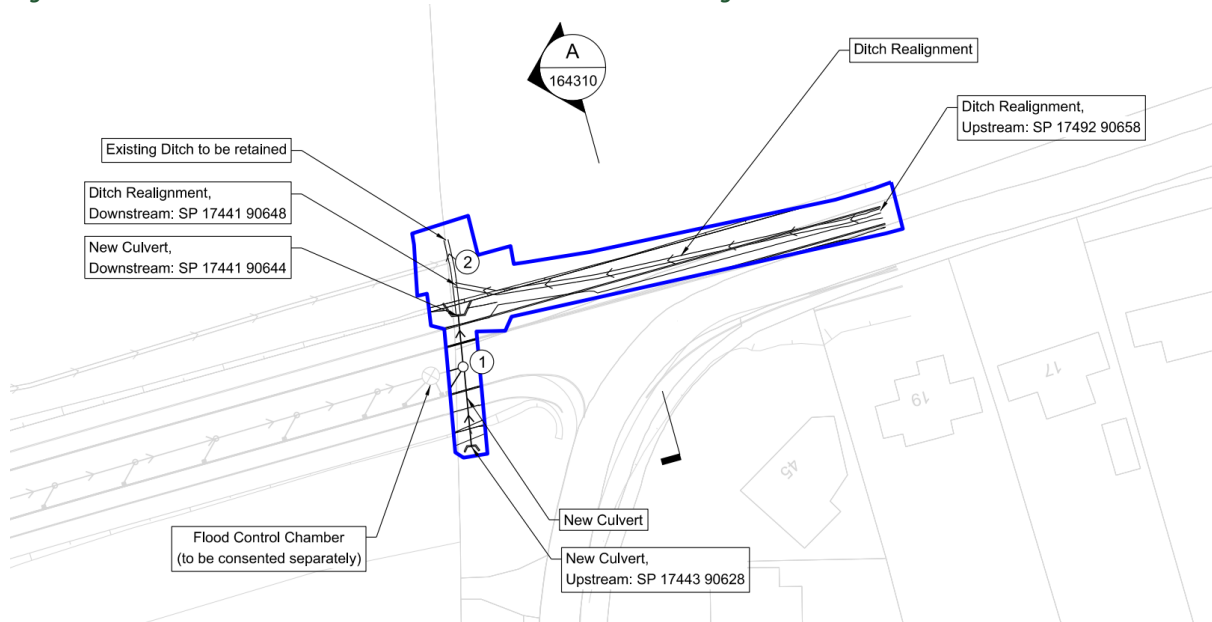 A
164310
Ditch Realignment
Ditch Realignment,
Upstream: SP 17492 90658
Existing Ditch to be retained
Ditch Realignment,
Downstream: SP 17441 90648
New Culvert,
Downstream: SP 17441 90644
2
1
17
19
45
New Culvert
Flood Control Chamber
(to be consented separately)
New Culvert,
Upstream: SP 17443 90628